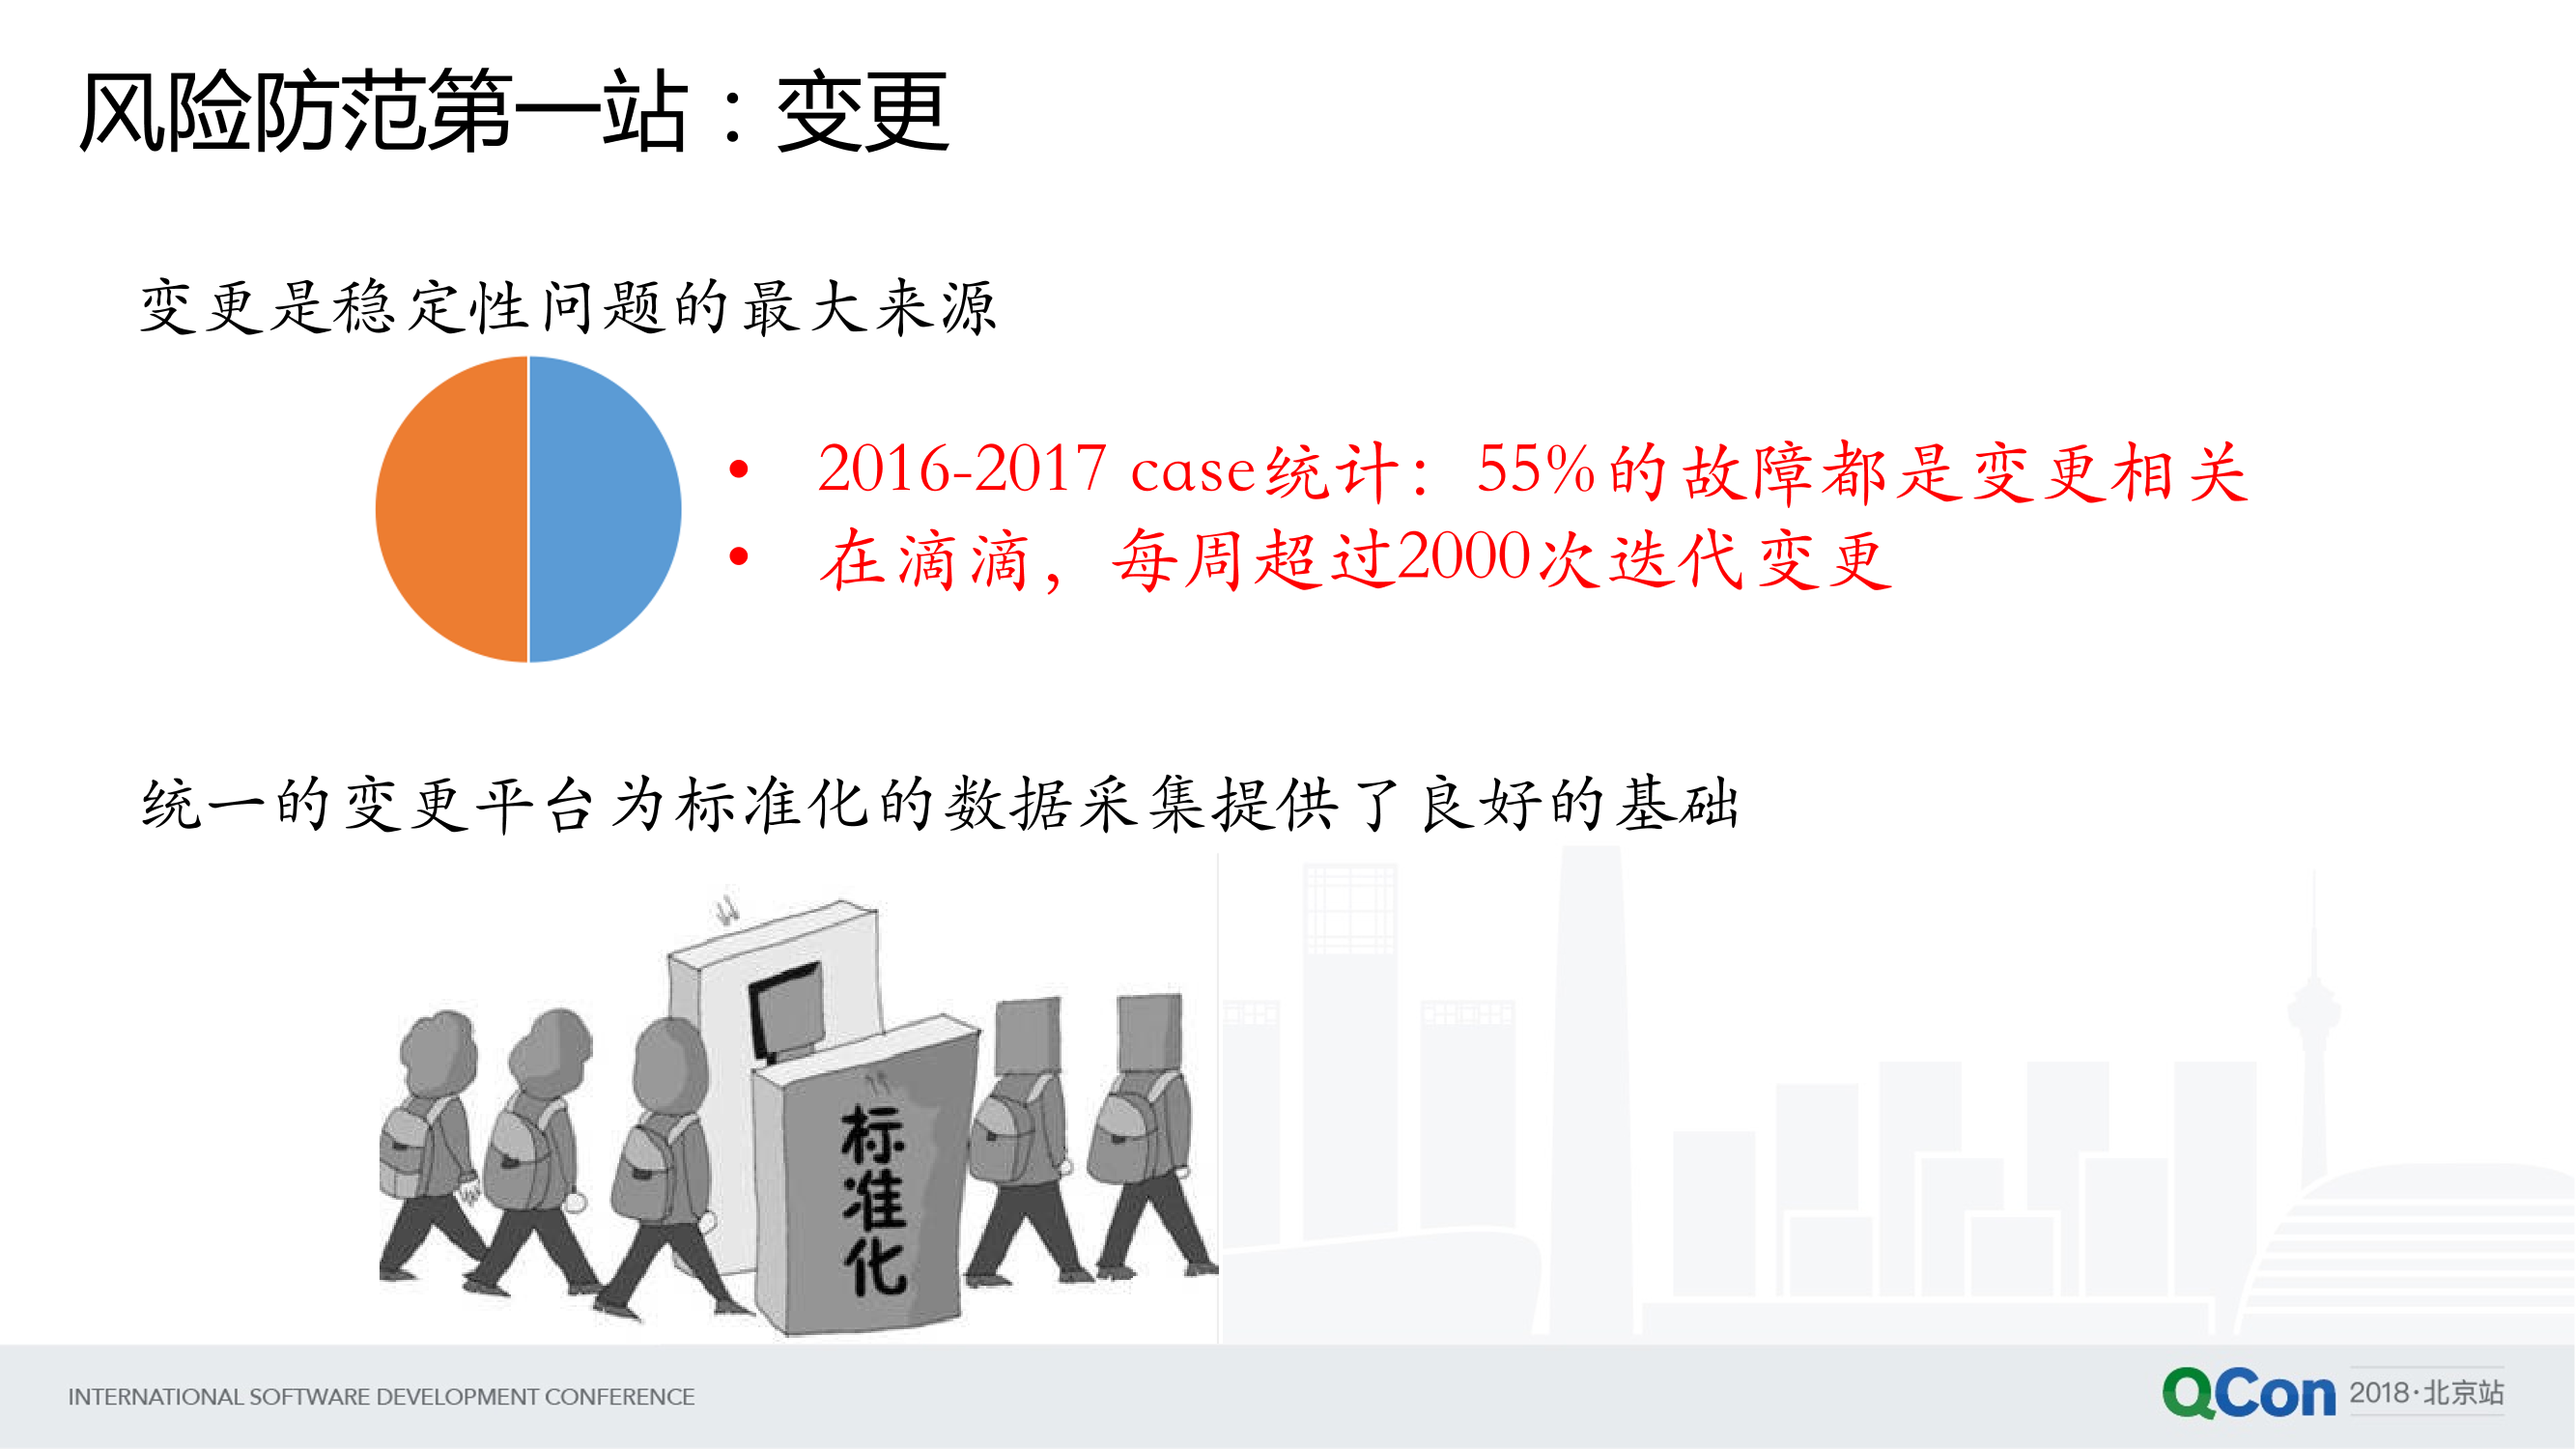 风险防范第一站：变更
变更是稳定性问题的最大来源
• 2016-2017 case统计：55%的故障都是变更相关
• 在滴滴，每周超过2000次迭代变更
统一的变更平台为标准化的数据采集提供了良好的基础
标准化
INTERNATIONAL SOFTWARE DEVELOPMENT CONFERENCE
QCon 2018·北京站